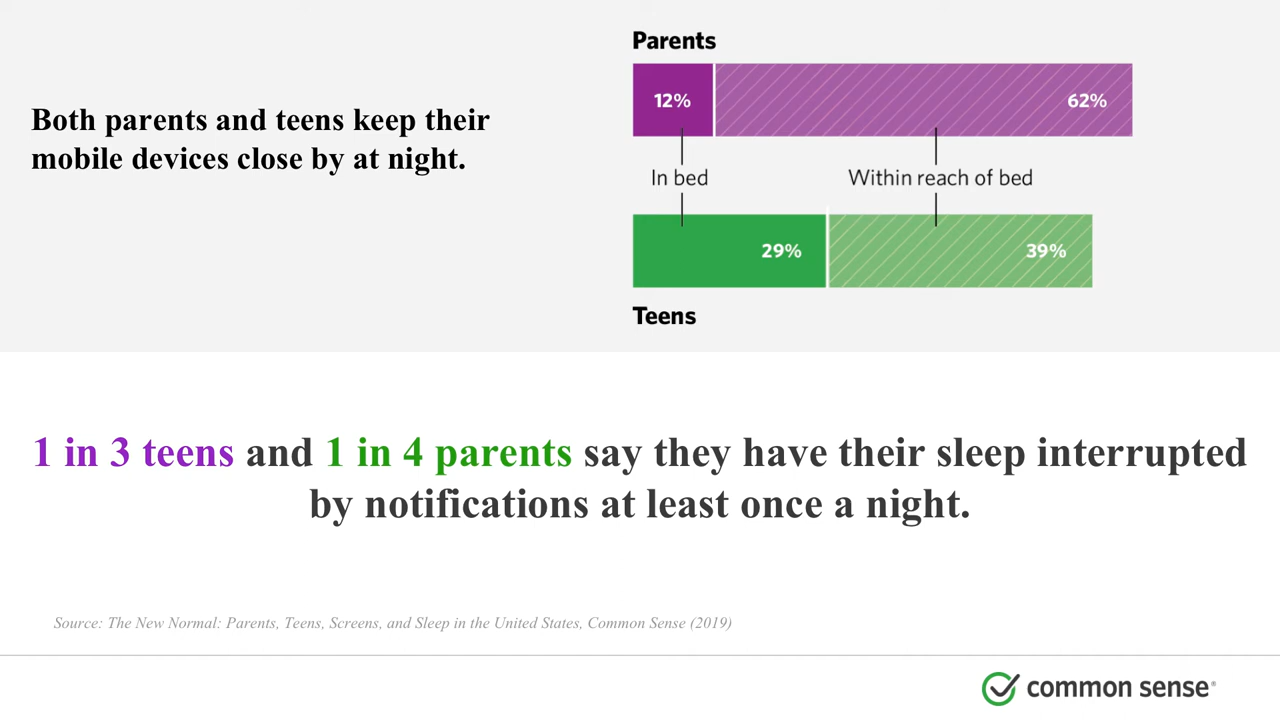 Parents
12%
62%
Both parents and teens keep their
mobile devices close by at night.
In bed
Within reach of bed
29%
39%
Teens
1 in 3 teens and 1 in 4 parents say they have their sleep interrupted
by notifications at least once a night.
Source: The New Normal: Parents, Teens, Screens, and Sleep in the United States, Common Sense (2019)
common sense®